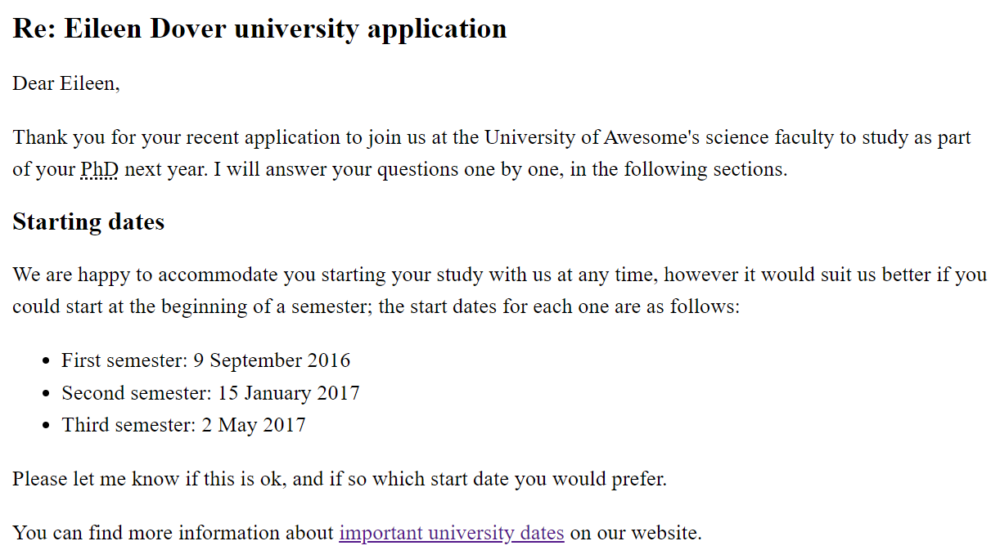 Re: Eileen Dover university application
Dear Eileen,
Thank you for your recent application to join us at the University of Awesome's science faculty to study as part
of your PhD next year. I will answer your questions one by one, in the following sections.
Starting dates
We are happy to accommodate you starting your study with us at any time, however it would suit us better if you
could start at the beginning of a semester; the start dates for each one are as follows:
• First semester: 9 September 2016
• Second semester: 15 January 2017
• Third semester: 2 May 2017
Please let me know if this is ok, and if so which start date you would prefer.
You can find more information about important university dates on our website.